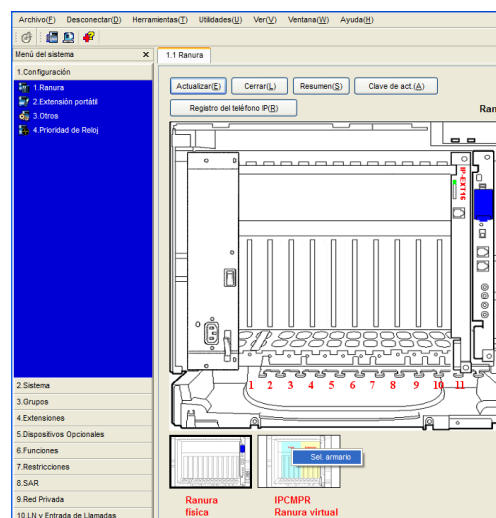 Archivo(F) Desconectar(D) Herramientas(T) Utilidades(U) Ver(V) Ventana(W) Ayuda(H)
Menú del sistema X
1.1 Ranura
1.Configuración
1.Ranura
2.Extensión portátil
3.Otros
4.Prioridad de Reloj
Actualizar(E) Cerrar(L) Resumen(S) Clave de act.(A)
Registro del teléfono IP(R)
Ran
IP-EXT16
1 2 3 4 5 6 7 8 9 10 11
2.Sistema
3.Grupos
4.Extensiones
5.Dispositivos Opcionales
6.Funciones
7.Restricciones
8.SAR
9.Red Privada
10.LN y Entrada de Llamadas
Sel. armario
Ranura
física
IPCMPR
Ranura virtual